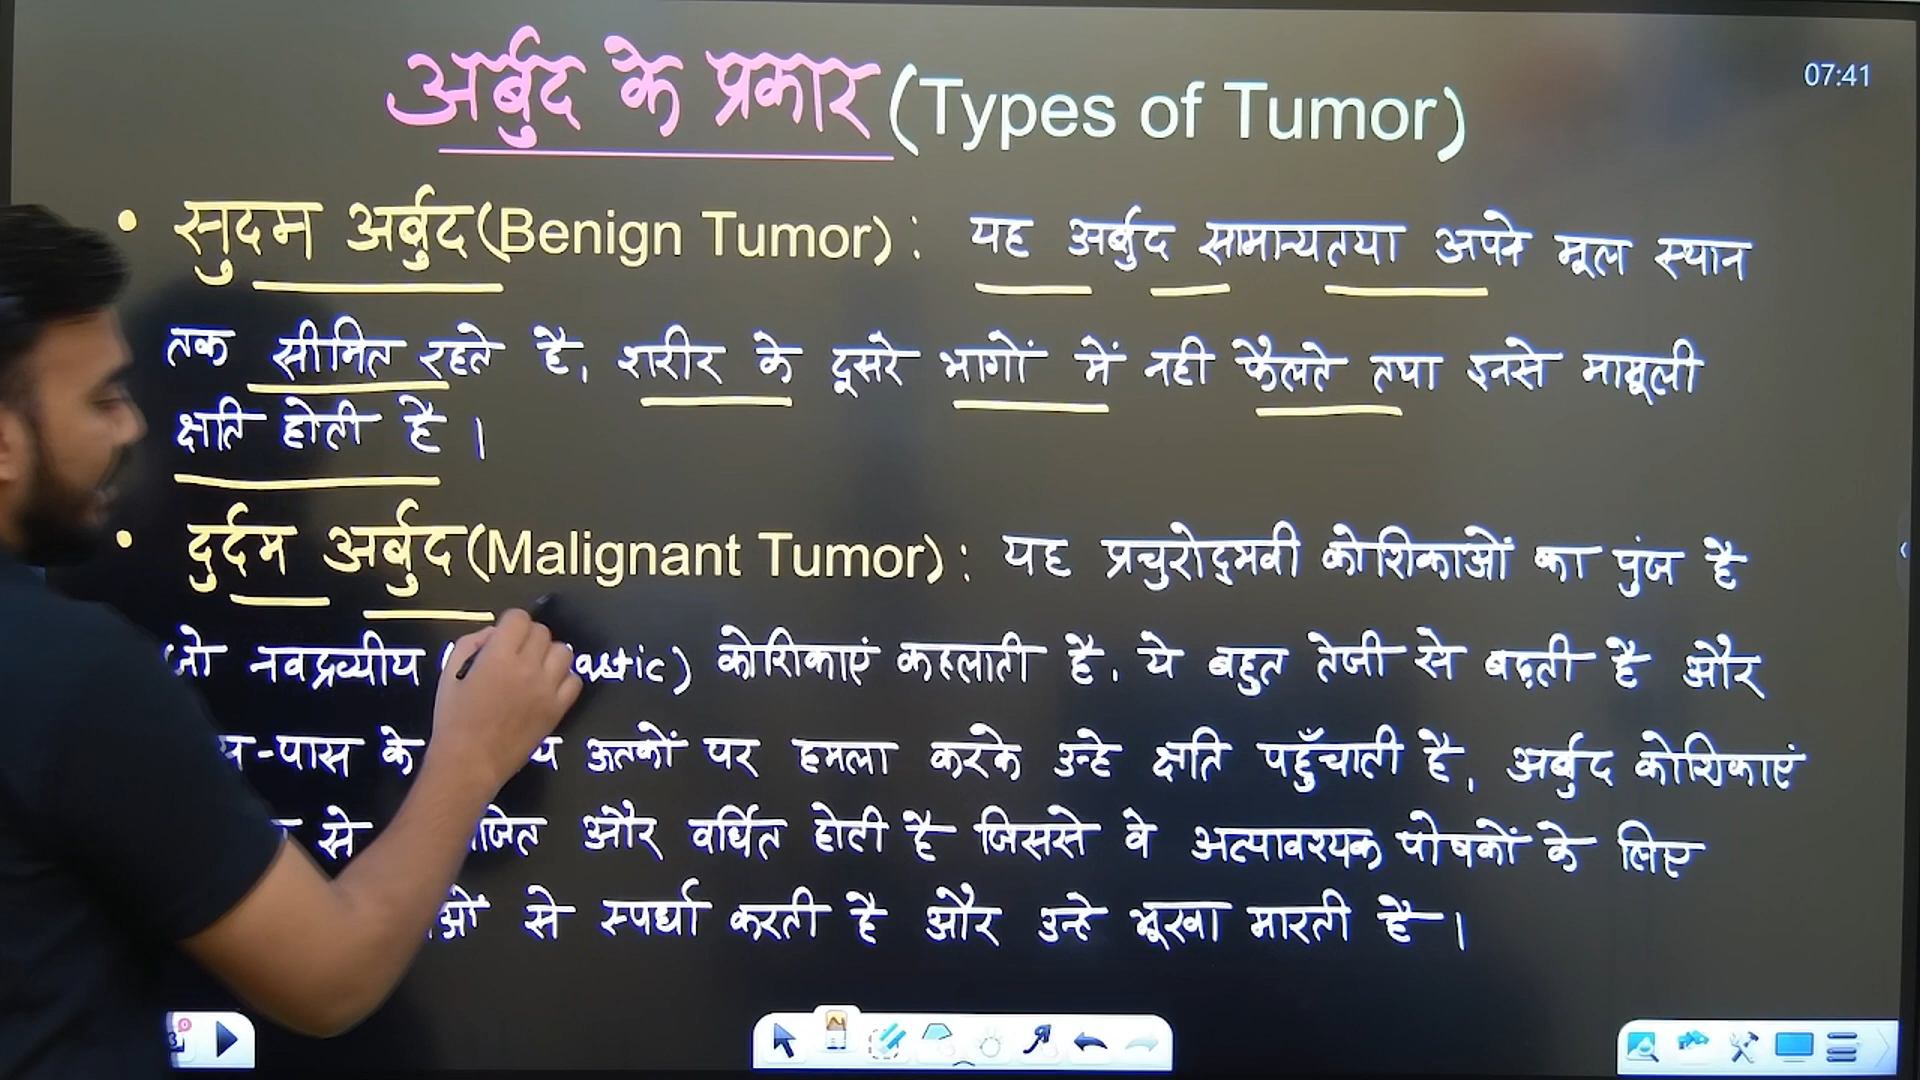 अर्बुद के प्रकार (Types of Tumor)
07:41
• सुदम अर्बुद (Benign Tumor) : यह अर्बुद सामान्यतया अपने मूल स्थान
तक सीमित रहते है, शरीर के दूसरे भागों में नही फैलते तथा इनसे मामूली
क्षति होती है ।
• दुर्दम अर्बुद (Malignant Tumor) : यह प्रचुरोद्भवी कोशिकाओं का पुंज है
जो नवद्रव्यीय कोशिकाएं कहलाती है, ये बहुत तेजी से बढ़ती है और
-पास के ऊतकों पर हमला करके उन्हे क्षति पहुँचाती है, अर्बुद कोशिकाएं
से और वर्धित होती है जिससे वे अत्यावश्यक पोषकों के लिए
से स्पर्धा करती है और उन्हे भूखा मारती है ।